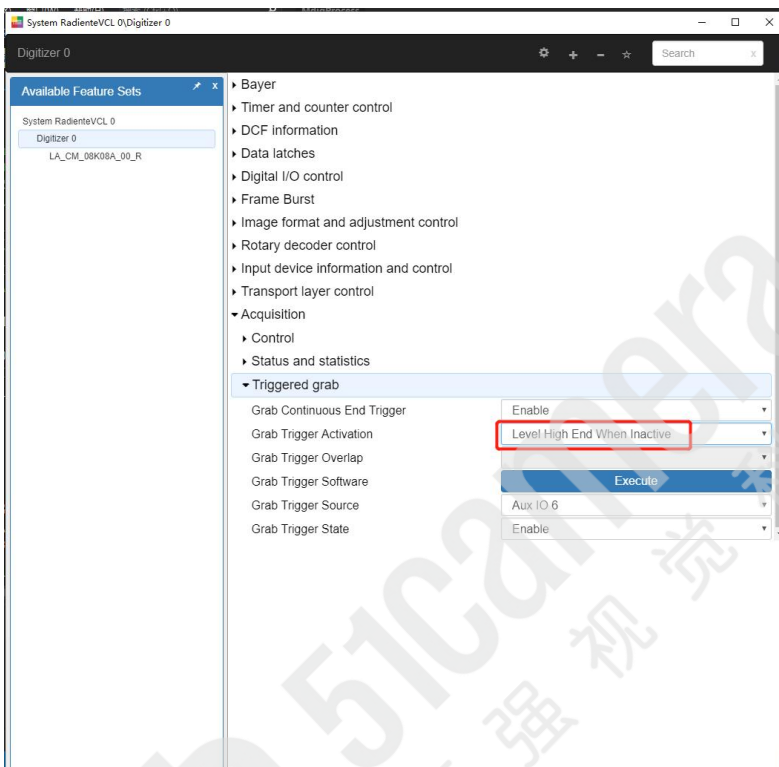 System RadienteVCL 0\Digitizer 0
Digitizer 0
Search x
Available Feature Sets x
System RadienteVCL 0
Digitizer 0
LA_CM_08K08A_00_R
Bayer
Timer and counter control
DCF information
Data latches
Digital I/O control
Frame Burst
Image format and adjustment control
Rotary decoder control
Input device information and control
Transport layer control
Acquisition
Control
Status and statistics
Triggered grab
Grab Continuous End Trigger Enable
Grab Trigger Activation Level High End When Inactive
Grab Trigger Overlap
Grab Trigger Software Execute
Grab Trigger Source Aux IO 6
Grab Trigger State Enable
51camera